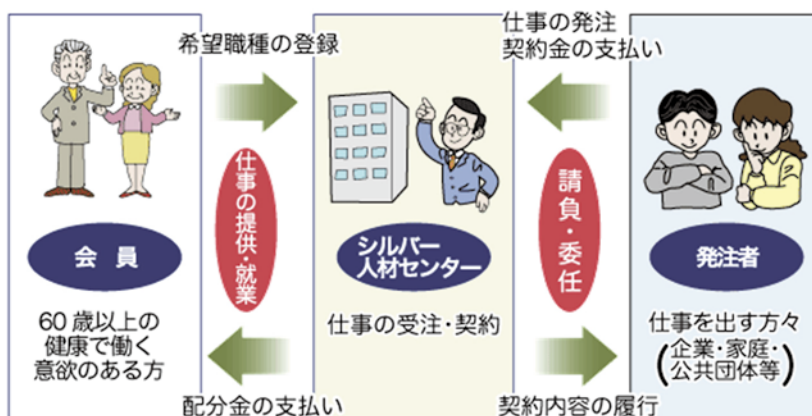 希望職種の登録
仕事の発注
契約金の支払い
仕事の提供・就業
請負・委任
会員
シルバー
人材センター
発注者
60歳以上の
健康で働く
意欲のある方
仕事の受注・契約
仕事を出す方々
(企業・家庭・
公共団体等)
配分金の支払い
契約内容の履行